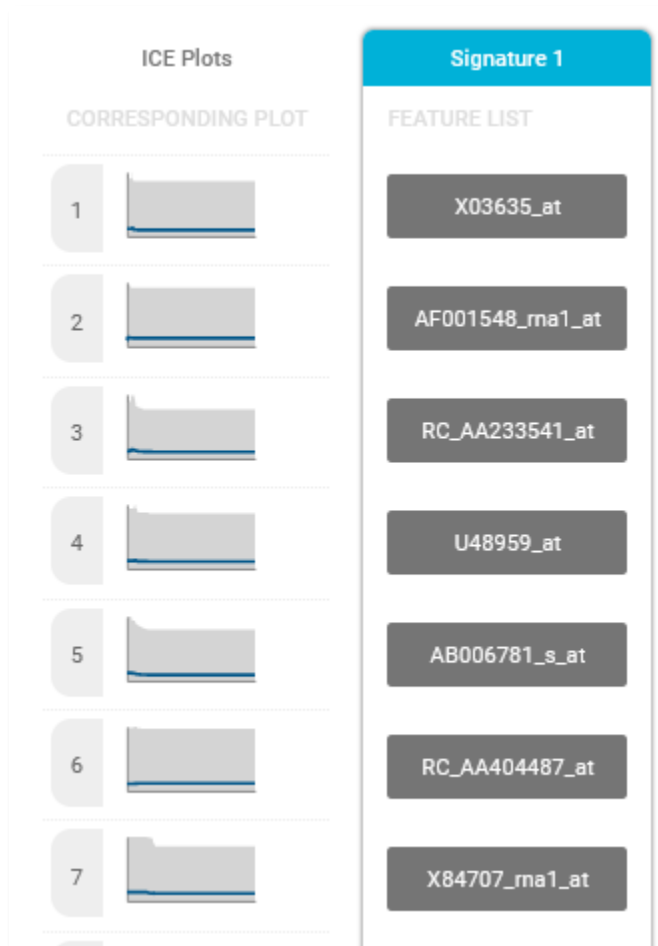 ICE Plots
Signature 1
CORRESPONDING PLOT
FEATURE LIST
1
X03635_at
2
AF001548_rna1_at
3
RC_AA233541_at
4
U48959_at
5
AB006781_s_at
6
RC_AA404487_at
7
X84707_rna1_at